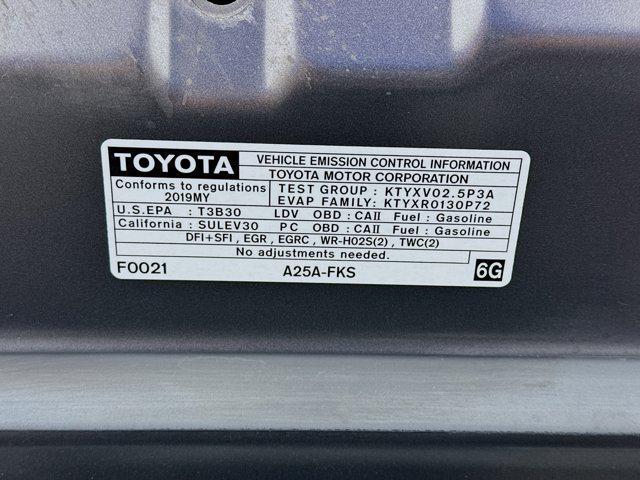 TOYOTA VEHICLE EMISSION CONTROL INFORMATION
TOYOTA MOTOR CORPORATION
Conforms to regulations
2019MY
TEST GROUP : KTYXV02.5P3A
EVAP FAMILY: KTYXR0130P72
U.S.EPA : T3B30 LDV OBD : CAII Fuel : Gasoline
California : SULEV30 PC OBD : CAII Fuel : Gasoline
DFI+SFI , EGR , EGRC , WR-HO2S(2) , TWC(2)
No adjustments needed.
F0021 A25A-FKS 6G